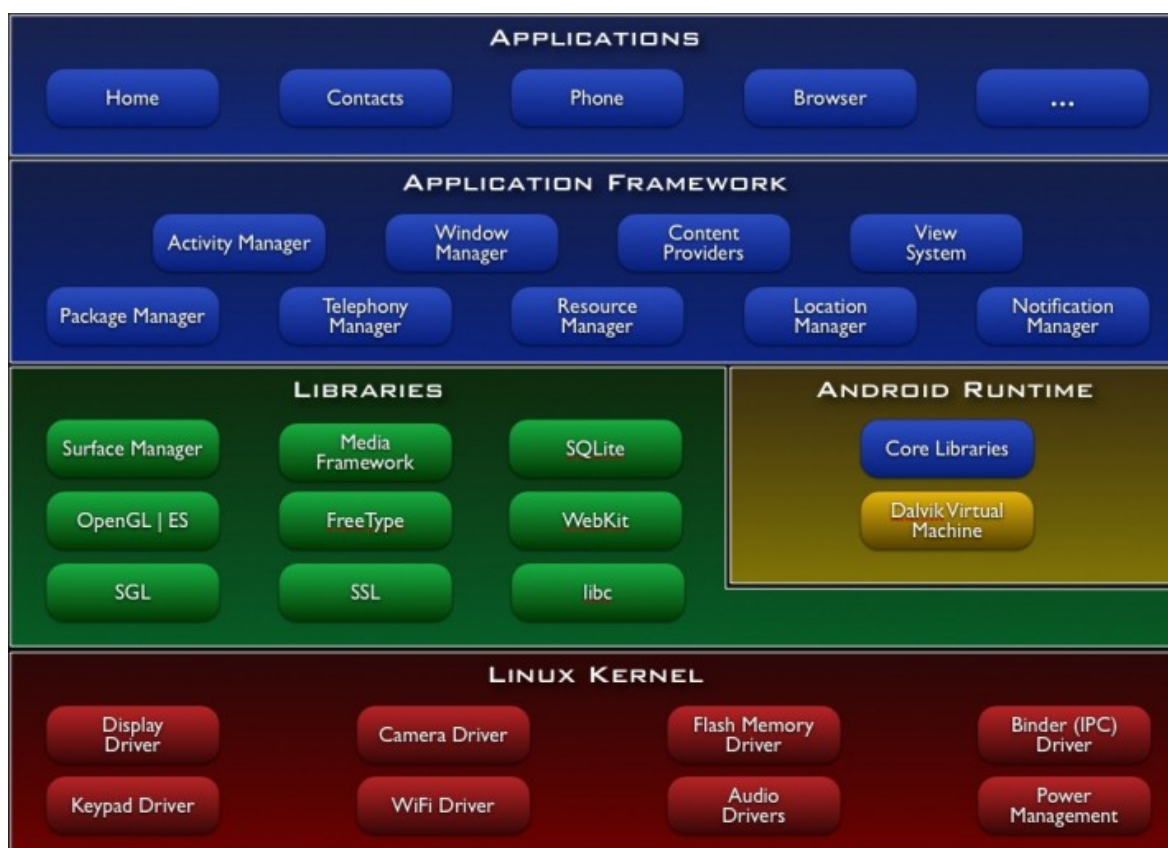 APPLICATIONS
Home
Contacts
Phone
Browser
...
APPLICATION FRAMEWORK
Activity Manager
Window
Manager
Content
Providers
View
System
Package Manager
Telephony
Manager
Resource
Manager
Location
Manager
Notification
Manager
LIBRARIES
Surface Manager
Media
Framework
SQLite
OpenGL | ES
FreeType
WebKit
SGL
SSL
libc
ANDROID RUNTIME
Core Libraries
Dalvik Virtual
Machine
LINUX KERNEL
Display
Driver
Camera Driver
Flash Memory
Driver
Binder (IPC)
Driver
Keypad Driver
WiFi Driver
Audio
Drivers
Power
Management